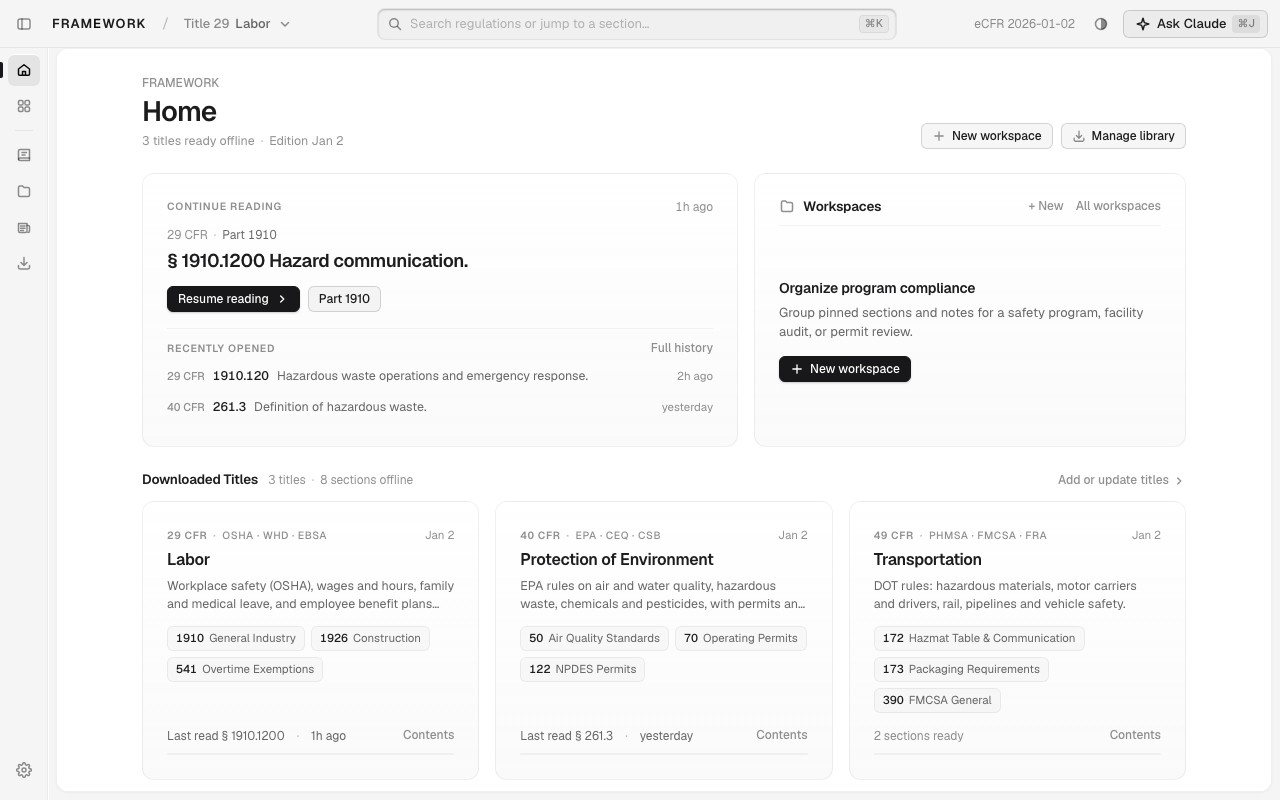 FRAMEWORK / Title 29 Labor
Search regulations or jump to a section… ⌘K
eCFR 2026-01-02
Ask Claude ⌘J
FRAMEWORK
Home
3 titles ready offline · Edition Jan 2
New workspace
Manage library
CONTINUE READING 1h ago
29 CFR · Part 1910
§ 1910.1200 Hazard communication.
Resume reading
Part 1910
RECENTLY OPENED Full history
29 CFR 1910.120 Hazardous waste operations and emergency response. 2h ago
40 CFR 261.3 Definition of hazardous waste. yesterday
Workspaces + New All workspaces
Organize program compliance
Group pinned sections and notes for a safety program, facility
audit, or permit review.
New workspace
Downloaded Titles 3 titles · 8 sections offline
Add or update titles
29 CFR · OSHA · WHD · EBSA Jan 2
Labor
Workplace safety (OSHA), wages and hours, family
and medical leave, and employee benefit plans…
1910 General Industry
1926 Construction
541 Overtime Exemptions
Last read § 1910.1200 · 1h ago Contents
40 CFR · EPA · CEQ · CSB Jan 2
Protection of Environment
EPA rules on air and water quality, hazardous
waste, chemicals and pesticides, with permits an…
50 Air Quality Standards
70 Operating Permits
122 NPDES Permits
Last read § 261.3 · yesterday Contents
49 CFR · PHMSA · FMCSA · FRA Jan 2
Transportation
DOT rules: hazardous materials, motor carriers
and drivers, rail, pipelines and vehicle safety.
172 Hazmat Table & Communication
173 Packaging Requirements
390 FMCSA General
2 sections ready Contents